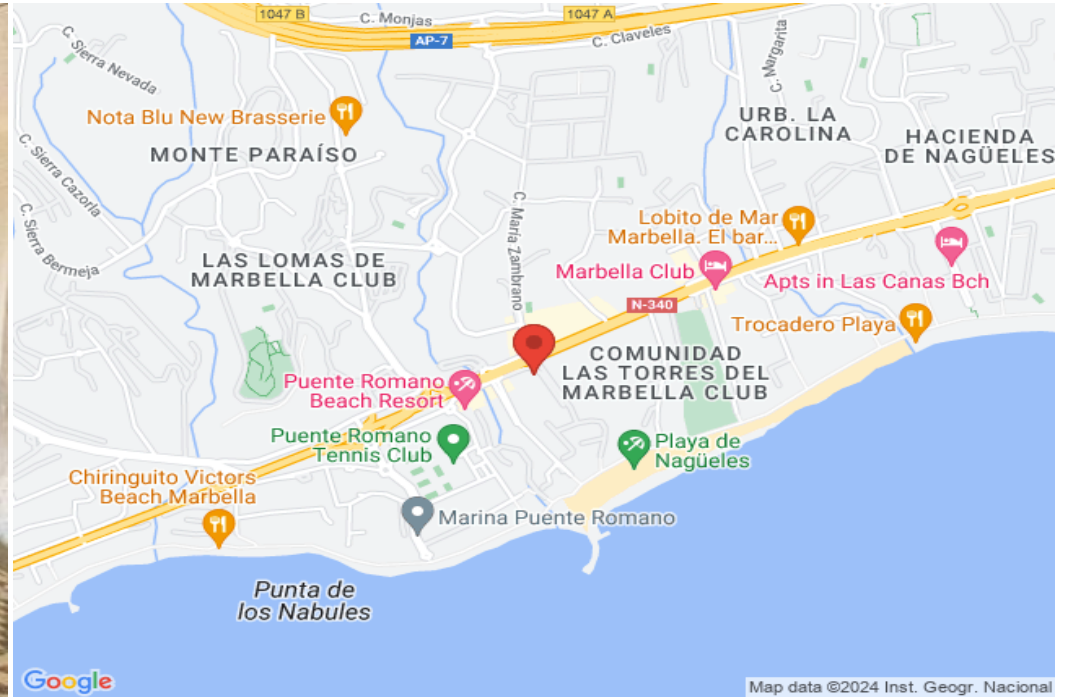 1047 B
C. Monjas
1047 A
AP-7
C. Claveles
C. Sierra Nevada
C. Margarita
Nota Blu New Brasserie
URB. LA
CAROLINA
HACIENDA
DE NAGÜELES
MONTE PARAÍSO
C. Sierra Cazorla
C. María Zambrano
C. Sierra Bermeja
Lobito de Mar
Marbella. El bar...
LAS LOMAS DE
MARBELLA CLUB
Marbella Club
Apts in Las Canas Bch
N-340
Trocadero Playa
COMUNIDAD
LAS TORRES DEL
MARBELLA CLUB
Puente Romano
Beach Resort
Puente Romano
Tennis Club
Playa de
Nagüeles
Chiringuito Victors
Beach Marbella
Marina Puente Romano
Punta de
los Nabules
Google
Map data ©2024 Inst. Geogr. Nacional